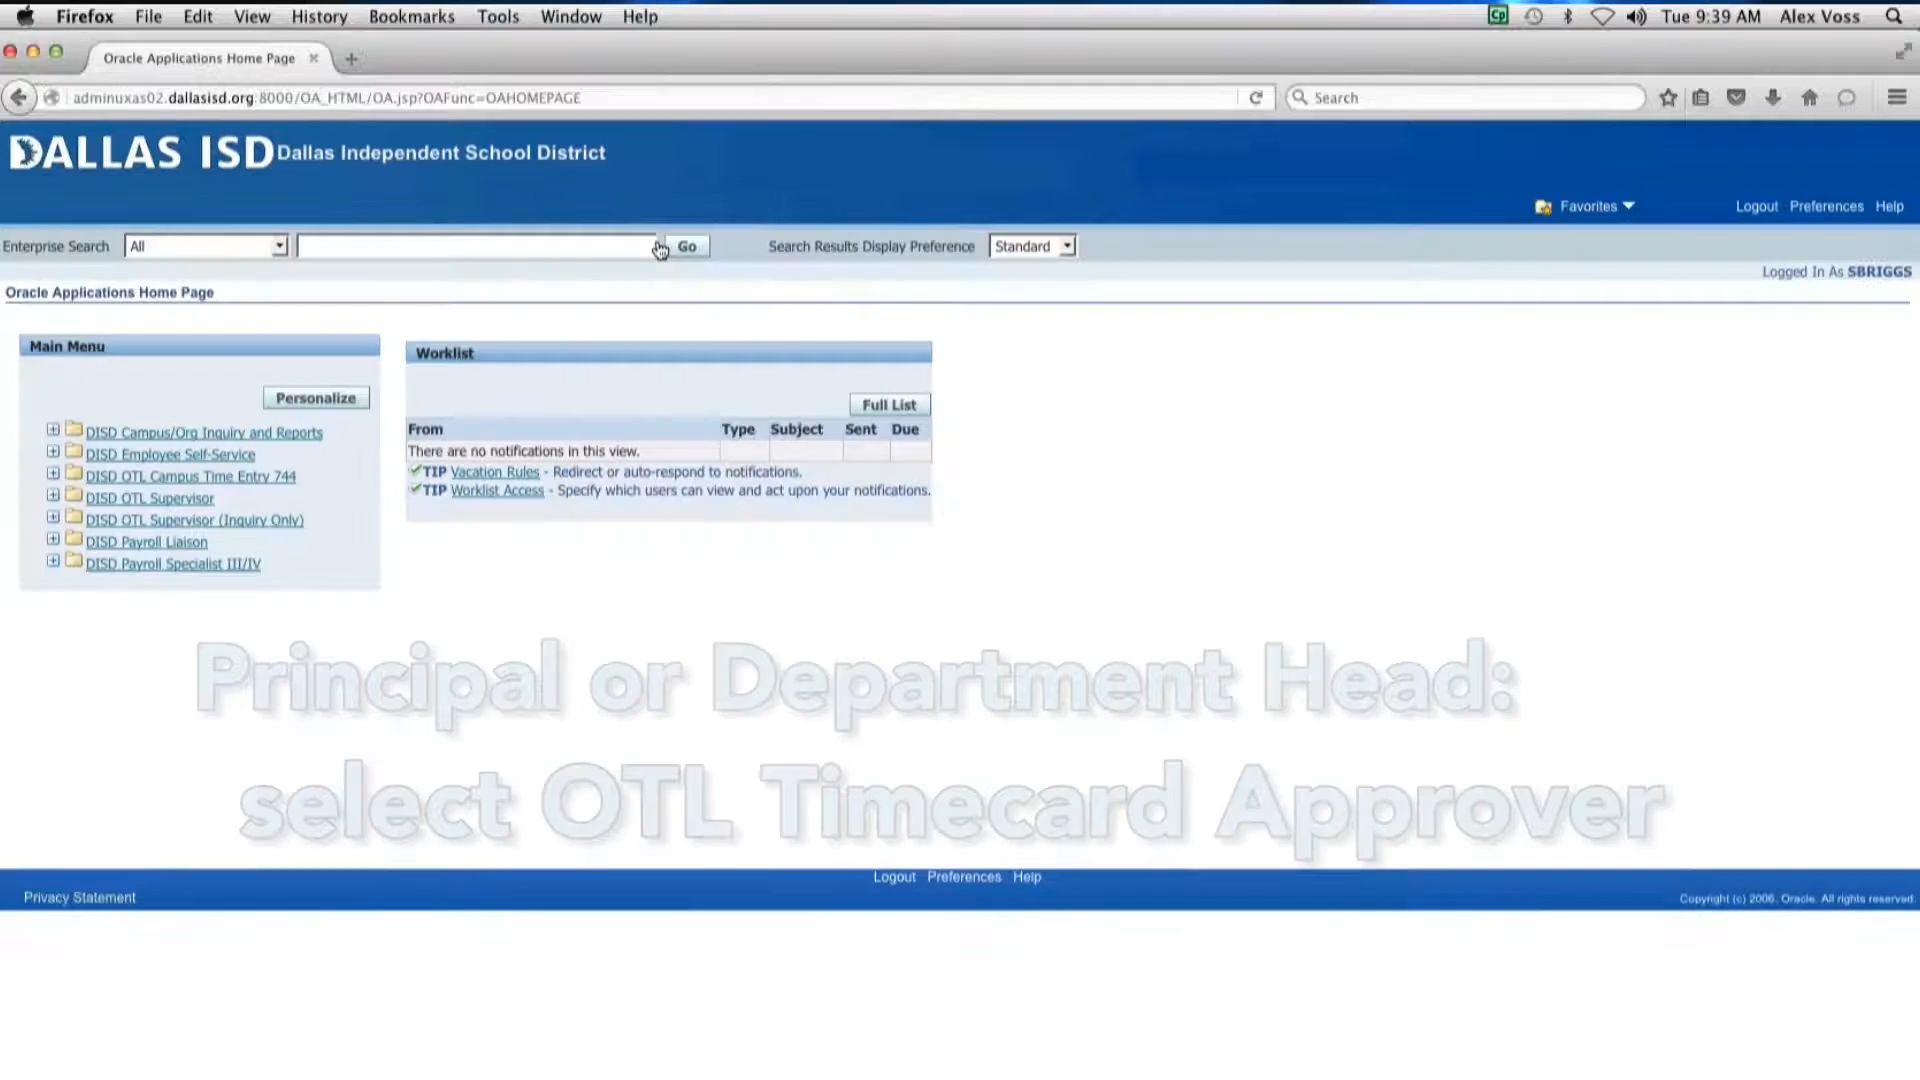 Firefox File Edit View History Bookmarks Tools Window Help Cp Tue 9:39 AM Alex Voss
Oracle Applications Home Page
adminuxas02.dallasisd.org:8000/OA_HTML/OA.jsp?OAFunc=OAHOMEPAGE Search
DALLAS ISD Dallas Independent School District
Favorites Logout Preferences Help
Enterprise Search All Go Search Results Display Preference Standard
Logged In As SBRIGGS
Oracle Applications Home Page
Main Menu
Personalize
DISD Campus/Org Inquiry and Reports
DISD Employee Self-Service
DISD OTL Campus Time Entry 744
DISD OTL Supervisor
DISD OTL Supervisor (Inquiry Only)
DISD Payroll Liaison
DISD Payroll Specialist III/IV
Worklist
Full List
From Type Subject Sent Due
There are no notifications in this view.
TIP Vacation Rules - Redirect or auto-respond to notifications.
TIP Worklist Access - Specify which users can view and act upon your notifications.
Principal or Department Head:
select OTL Timecard Approver
Logout Preferences Help
Privacy Statement
Copyright (c) 2006, Oracle. All rights reserved.